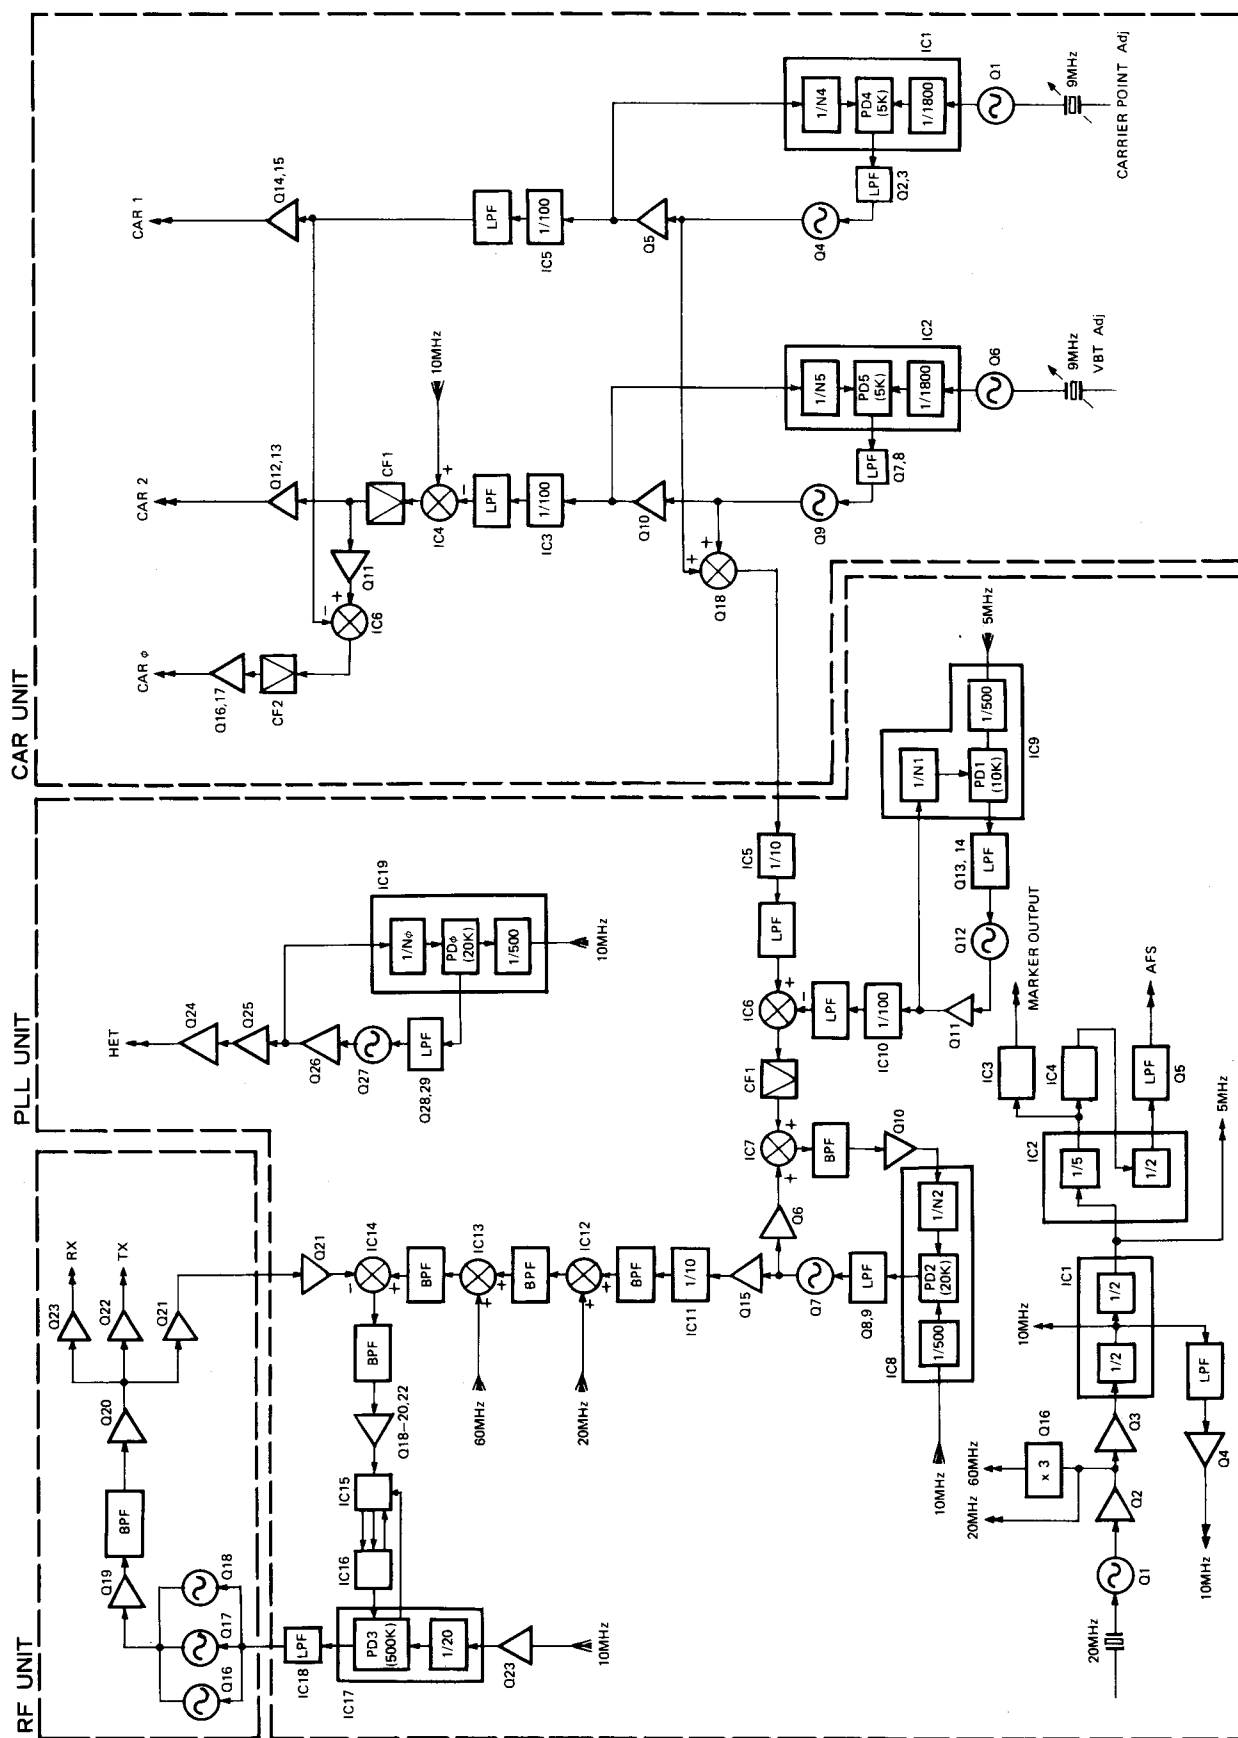 CAR UNIT
CAR 1
Q14,15
LPF
1/100
IC5
Q5
Q4
LPF
Q2,3
IC1
1/N4
PD4
(5K)
1/1800
Q1
9MHz
CARRIER POINT Adj
CAR 2
Q12,13
CF1
10MHz
+
-
IC4
LPF
1/100
IC3
Q10
Q9
LPF
Q7,8
IC2
1/N5
PD5
(5K)
1/1800
Q6
9MHz
VBT Adj
CAR φ
Q16,17
CF2
IC6
-
+
Q11
+
+
Q18
PLL UNIT
HET
Q24
Q25
Q26
Q27
LPF
Q28,29
IC19
1/Nφ
PDφ
(20K)
1/500
10MHz
IC5
1/10
LPF
IC6
+
-
LPF
1/100
IC10
Q11
Q12
Q13, 14
LPF
1/N1
PD1
(10K)
1/500
IC9
5MHz
CF1
IC7
+
+
BPF
Q10
Q6
IC8
1/N2
PD2
(20K)
1/500
10MHz
LPF
Q8,9
Q7
Q15
1/10
IC11
BPF
IC12
+
+
20MHz
BPF
IC13
+
+
60MHz
BPF
IC14
+
-
Q21
BPF
Q18-20,22
IC15
IC16
IC17
PD3
(500K)
1/20
Q23
10MHz
LPF
IC18
MARKER OUTPUT
IC3
IC4
AFS
LPF
Q5
IC2
1/5
1/2
5MHz
IC1
1/2
1/2
10MHz
LPF
Q4
10MHz
Q3
Q16
x 3
60MHz
20MHz
Q2
Q1
20MHz
RF UNIT
RX
Q23
TX
Q22
Q21
Q20
BPF
Q19
Q18
Q17
Q16